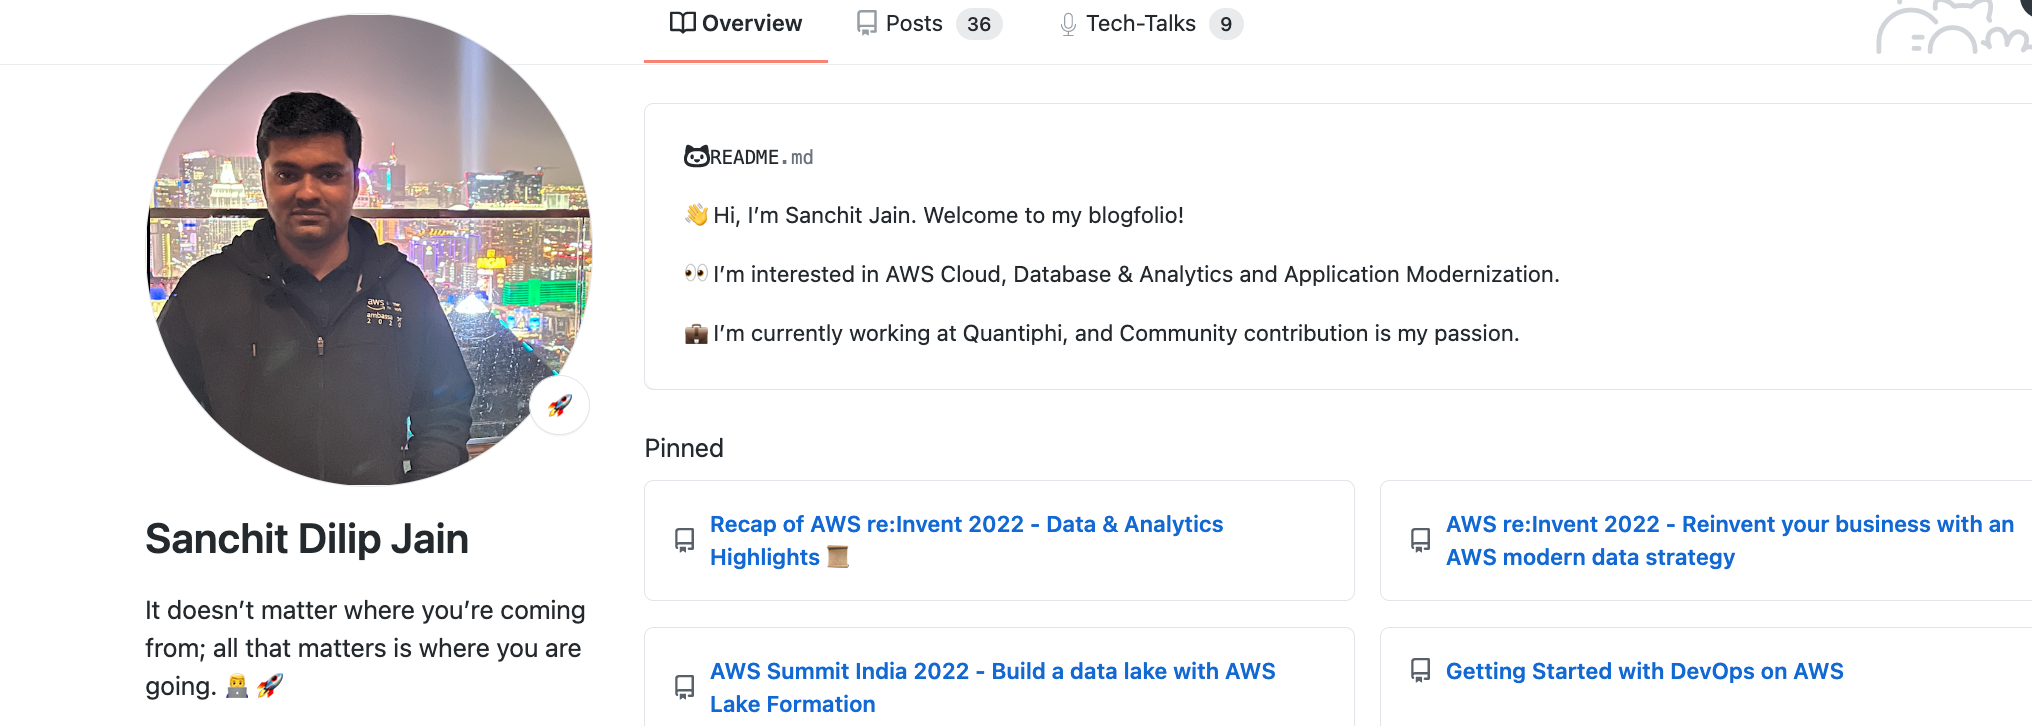 Overview
Posts 36
Tech-Talks 9
README.md
👋 Hi, I’m Sanchit Jain. Welcome to my blogfolio!
👀 I’m interested in AWS Cloud, Database & Analytics and Application Modernization.
💼 I’m currently working at Quantiphi, and Community contribution is my passion.
aws
2020
Sanchit Dilip Jain
It doesn’t matter where you’re coming
from; all that matters is where you are
going. 👨‍💻 🚀
Pinned
Recap of AWS re:Invent 2022 - Data & Analytics
Highlights 📜
AWS re:Invent 2022 - Reinvent your business with an
AWS modern data strategy
AWS Summit India 2022 - Build a data lake with AWS
Lake Formation
Getting Started with DevOps on AWS